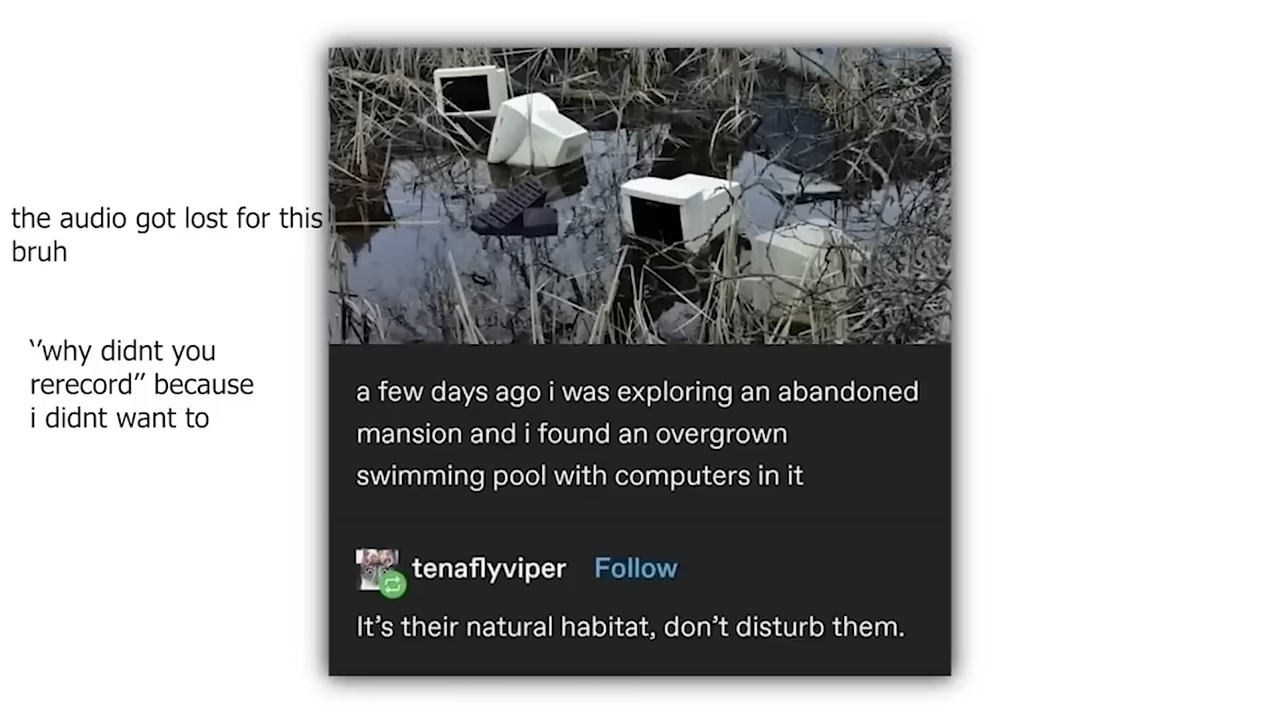 the audio got lost for this
bruh
‘’why didnt you
rerecord” because
i didnt want to
a few days ago i was exploring an abandoned
mansion and i found an overgrown
swimming pool with computers in it
tenaflyviper Follow
It’s their natural habitat, don’t disturb them.